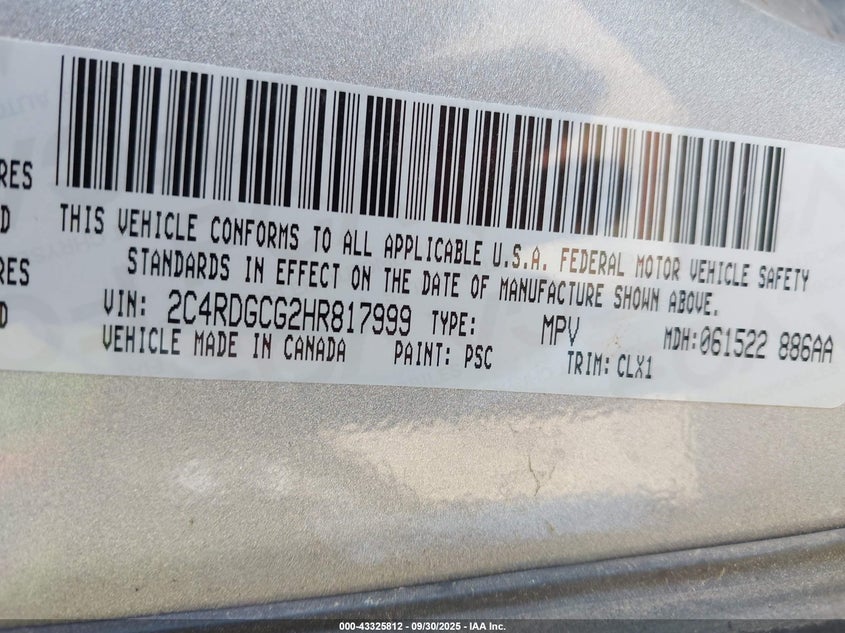 RES
D
RES
D
THIS VEHICLE CONFORMS TO ALL APPLICABLE U.S.A. FEDERAL MOTOR VEHICLE SAFETY
STANDARDS IN EFFECT ON THE DATE OF MANUFACTURE SHOWN ABOVE.
VIN: 2C4RDGCG2HR817999 TYPE: MPV MDH:061522 886AA
VEHICLE MADE IN CANADA PAINT: PSC TRIM: CLX1
000-43325812 | 09/30/2025 - IAA Inc.